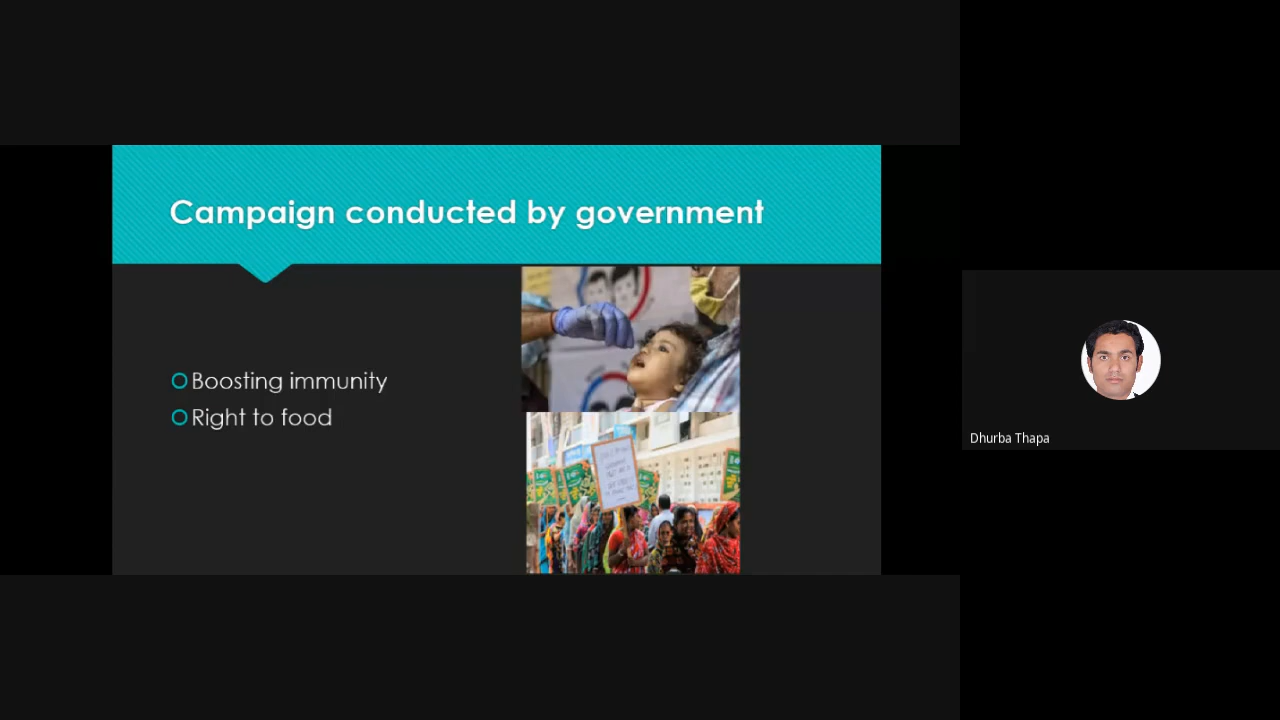 Campaign conducted by government
Boosting immunity
Right to food
Dhurba Thapa